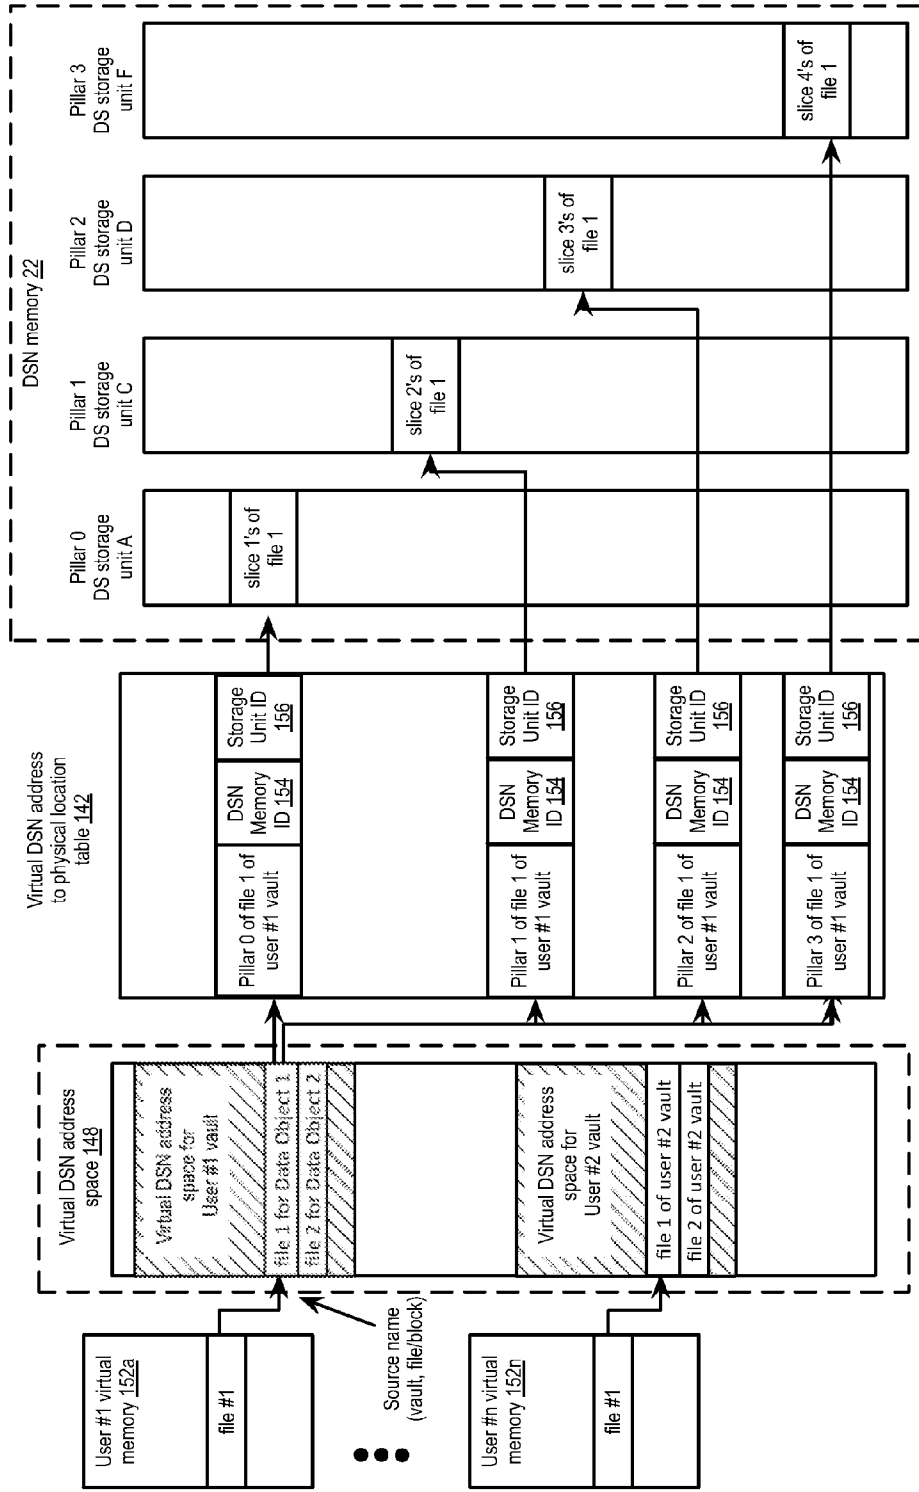 User #1 virtual
memory 152a
file #1
Source name
(vault, file/block)
User #n virtual
memory 152n
file #1
Virtual DSN address
space 148
Virtual DSN address
space for
User #1 vault
file 1 for Data Object 1
file 2 for Data Object 2
Virtual DSN address
space for
User #2 vault
file 1 of user #2 vault
file 2 of user #2 vault
Virtual DSN address
to physical location
table 142
Pillar 0 of file 1 of
user #1 vault
DSN
Memory
ID 154
Storage
Unit ID
156
Pillar 1 of file 1 of
user #1 vault
DSN
Memory
ID 154
Storage
Unit ID
156
Pillar 2 of file 1 of
user #1 vault
DSN
Memory
ID 154
Storage
Unit ID
156
Pillar 3 of file 1 of
user #1 vault
DSN
Memory
ID 154
Storage
Unit ID
156
DSN memory 22
Pillar 0
DS storage
unit A
slice 1's of
file 1
Pillar 1
DS storage
unit C
slice 2's of
file 1
Pillar 2
DS storage
unit D
slice 3's of
file 1
Pillar 3
DS storage
unit F
slice 4's of
file 1